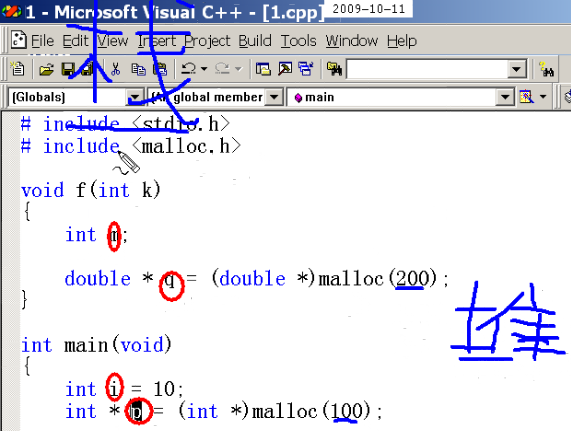 1 - Microsoft Visual C++ - [1.cpp]
2009-10-11
File Edit View Insert Project Build Tools Window Help
(Globals)
global member
main
# include <stdio.h>
# include <malloc.h>
void f(int k)
{
int m;
double * q = (double *)malloc(200);
}
int main(void)
{
int i = 10;
int * p = (int *)malloc(100);